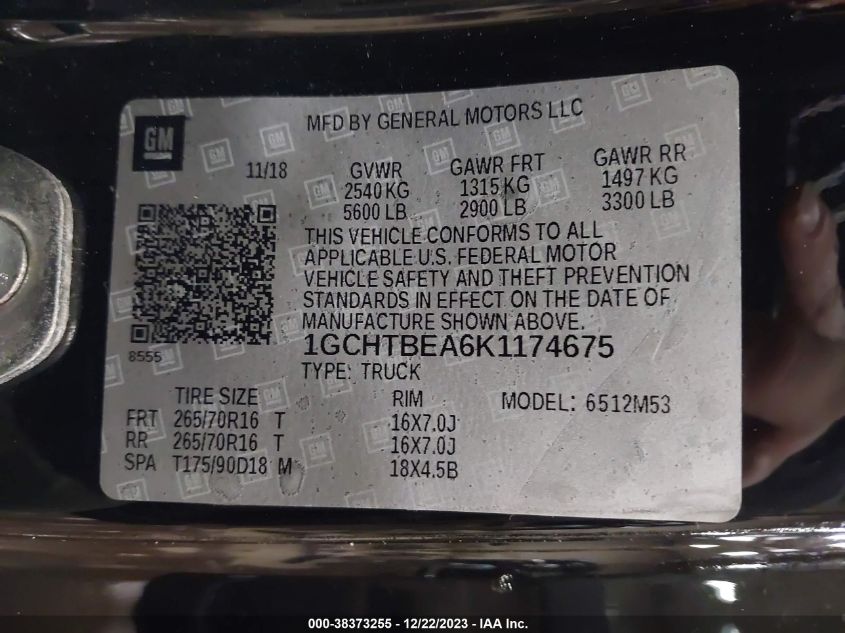 GM
MFD BY GENERAL MOTORS LLC
11/18 GVWR GAWR FRT GAWR RR
2540 KG 1315 KG 1497 KG
5600 LB 2900 LB 3300 LB
THIS VEHICLE CONFORMS TO ALL
APPLICABLE U.S. FEDERAL MOTOR
VEHICLE SAFETY AND THEFT PREVENTION
STANDARDS IN EFFECT ON THE DATE OF
MANUFACTURE SHOWN ABOVE.
8555
1GCHTBEA6K1174675
TYPE: TRUCK
TIRE SIZE RIM MODEL: 6512M53
FRT 265/70R16 T 16X7.0J
RR 265/70R16 T 16X7.0J
SPA T175/90D18 M 18X4.5B
000-38373255 - 12/22/2023 - IAA Inc.